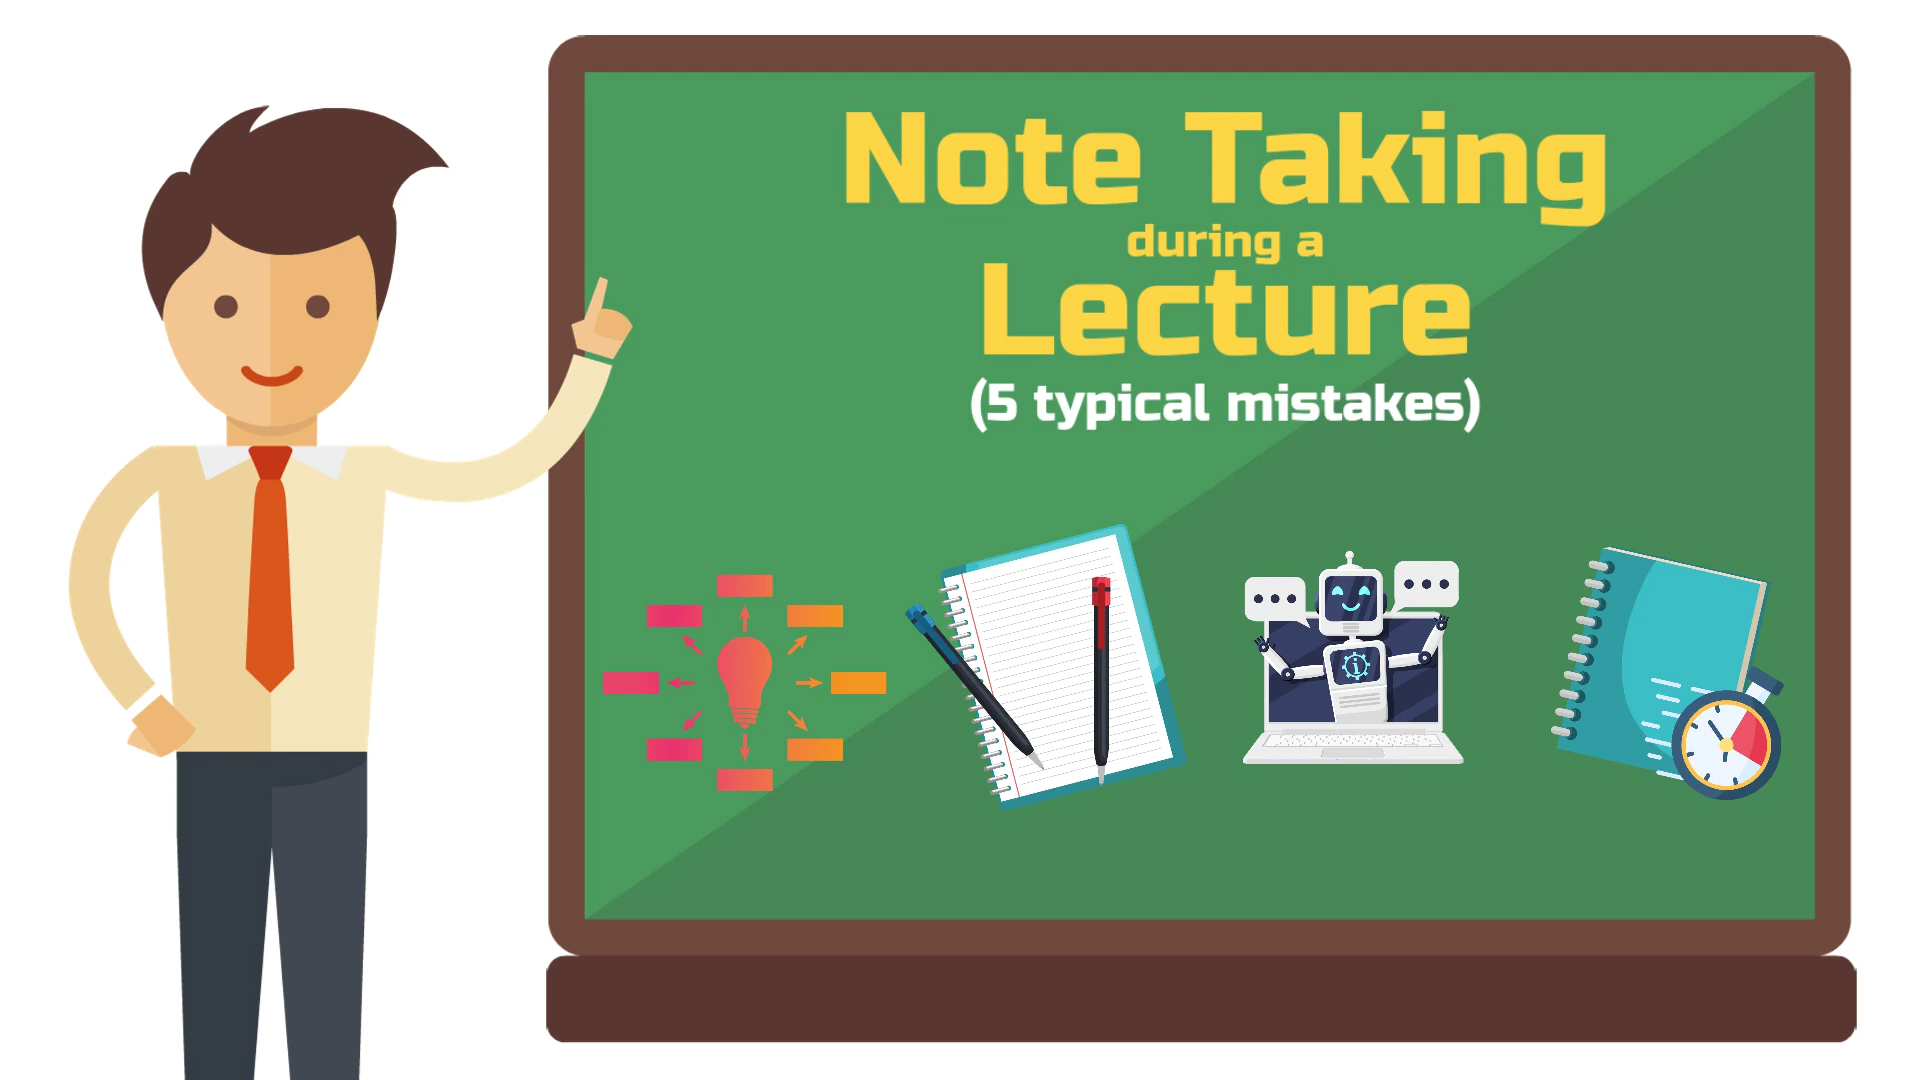 Note Taking
during a
Lecture
(5 typical mistakes)
i